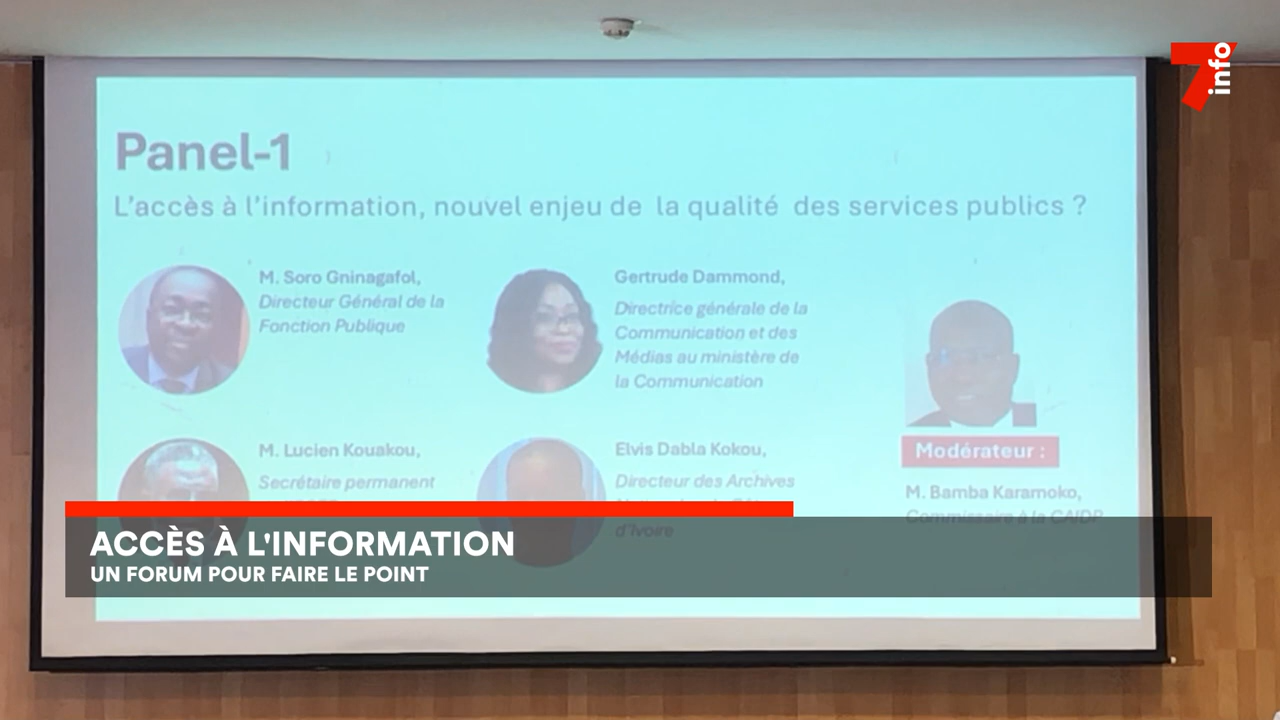 7info
Panel-1
L'accès à l'information, nouvel enjeu de la qualité des services publics ?
M. Soro Gninagafol,
Directeur Général de la
Fonction Publique
Gertrude Dammond,
Directrice générale de la
Communication et des
Médias au ministère de
la Communication
M. Lucien Kouakou,
Secrétaire permanent
Elvis Dabla Kokou,
Directeur des Archives
d'Ivoire
Modérateur :
M. Bamba Karamoko,
Commissaire à la CAIDP
ACCÈS À L'INFORMATION
UN FORUM POUR FAIRE LE POINT